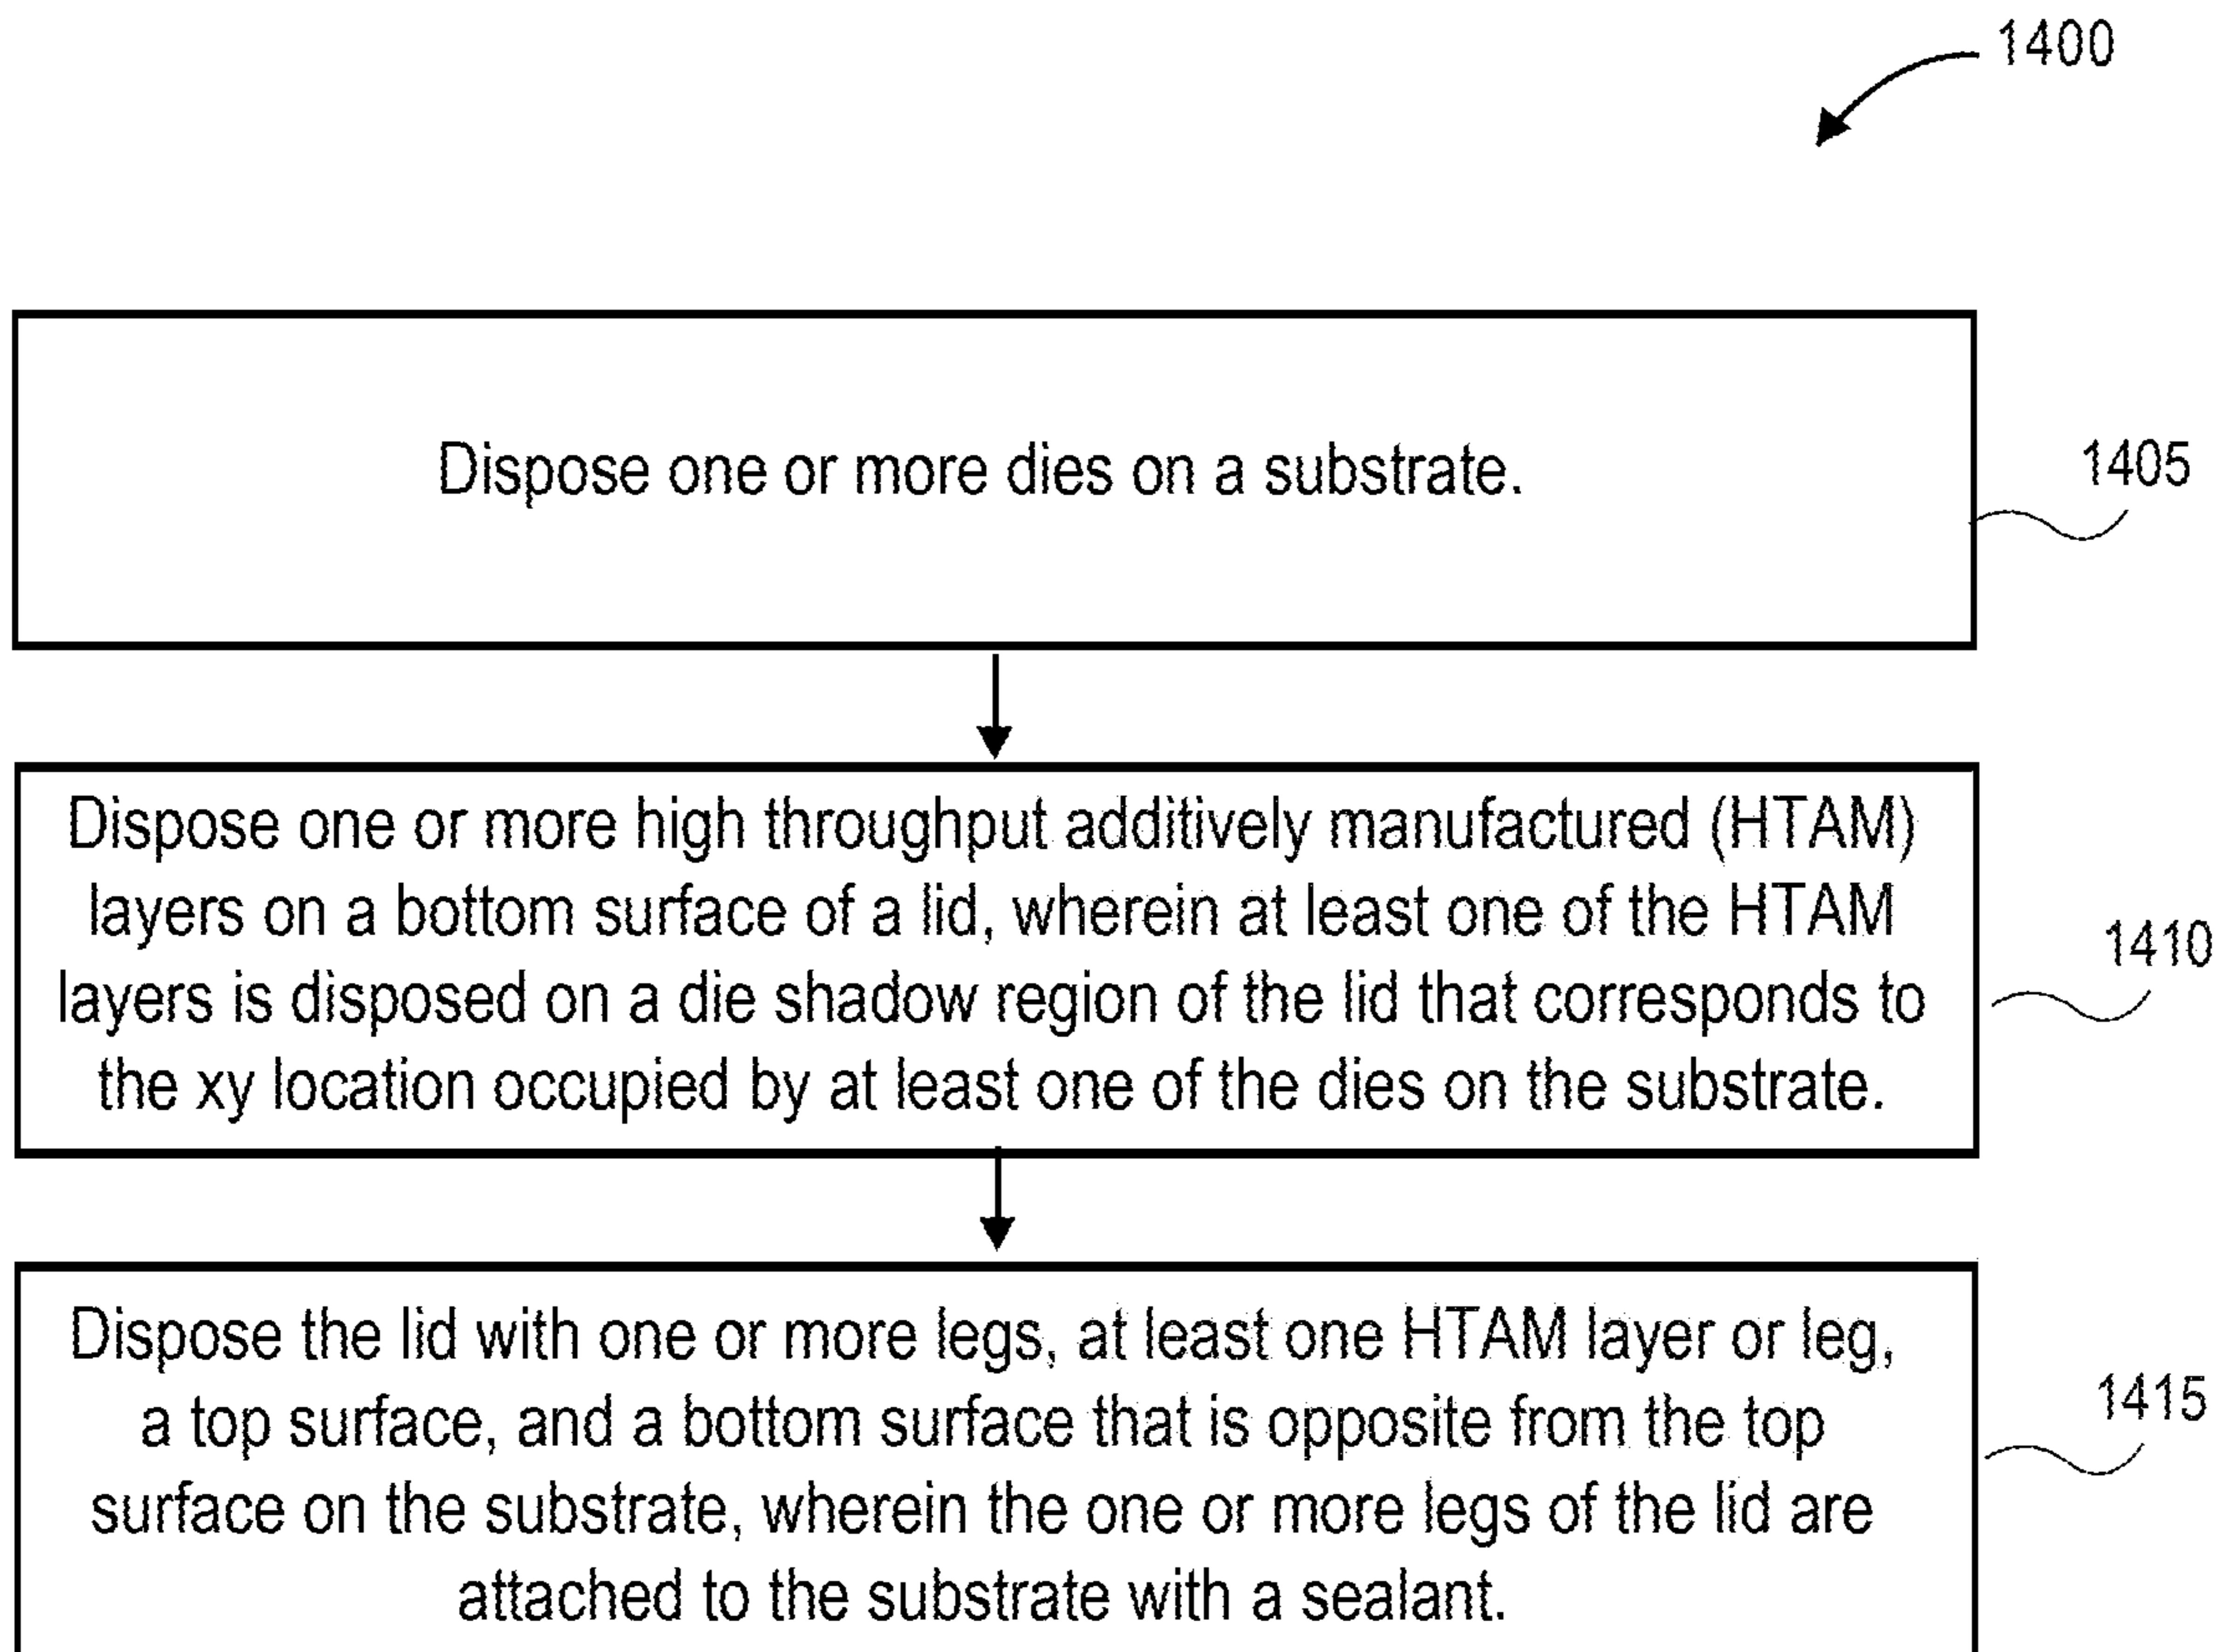 1400
Dispose one or more dies on a substrate.
1405
Dispose one or more high throughput additively manufactured (HTAM)
layers on a bottom surface of a lid, wherein at least one of the HTAM
layers is disposed on a die shadow region of the lid that corresponds to
the xy location occupied by at least one of the dies on the substrate.
1410
Dispose the lid with one or more legs, at least one HTAM layer or leg,
a top surface, and a bottom surface that is opposite from the top
surface on the substrate, wherein the one or more legs of the lid are
attached to the substrate with a sealant.
1415